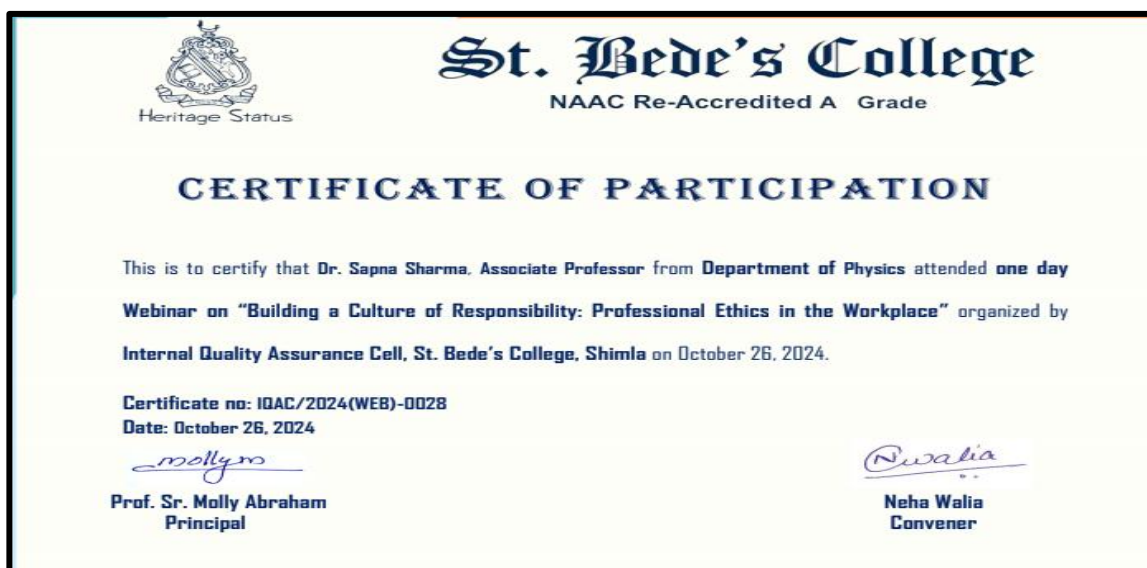 St. Bede's College
NAAC Re-Accredited A Grade
Heritage Status
CERTIFICATE OF PARTICIPATION
This is to certify that Dr. Sapna Sharma, Associate Professor from Department of Physics attended one day
Webinar on “Building a Culture of Responsibility: Professional Ethics in the Workplace” organized by
Internal Quality Assurance Cell, St. Bede's College, Shimla on October 26, 2024.
Certificate no: IQAC/2024(WEB)-0028
Date: October 26, 2024
mollym
Nwalia
Prof. Sr. Molly Abraham
Neha Walia
Principal
Convener